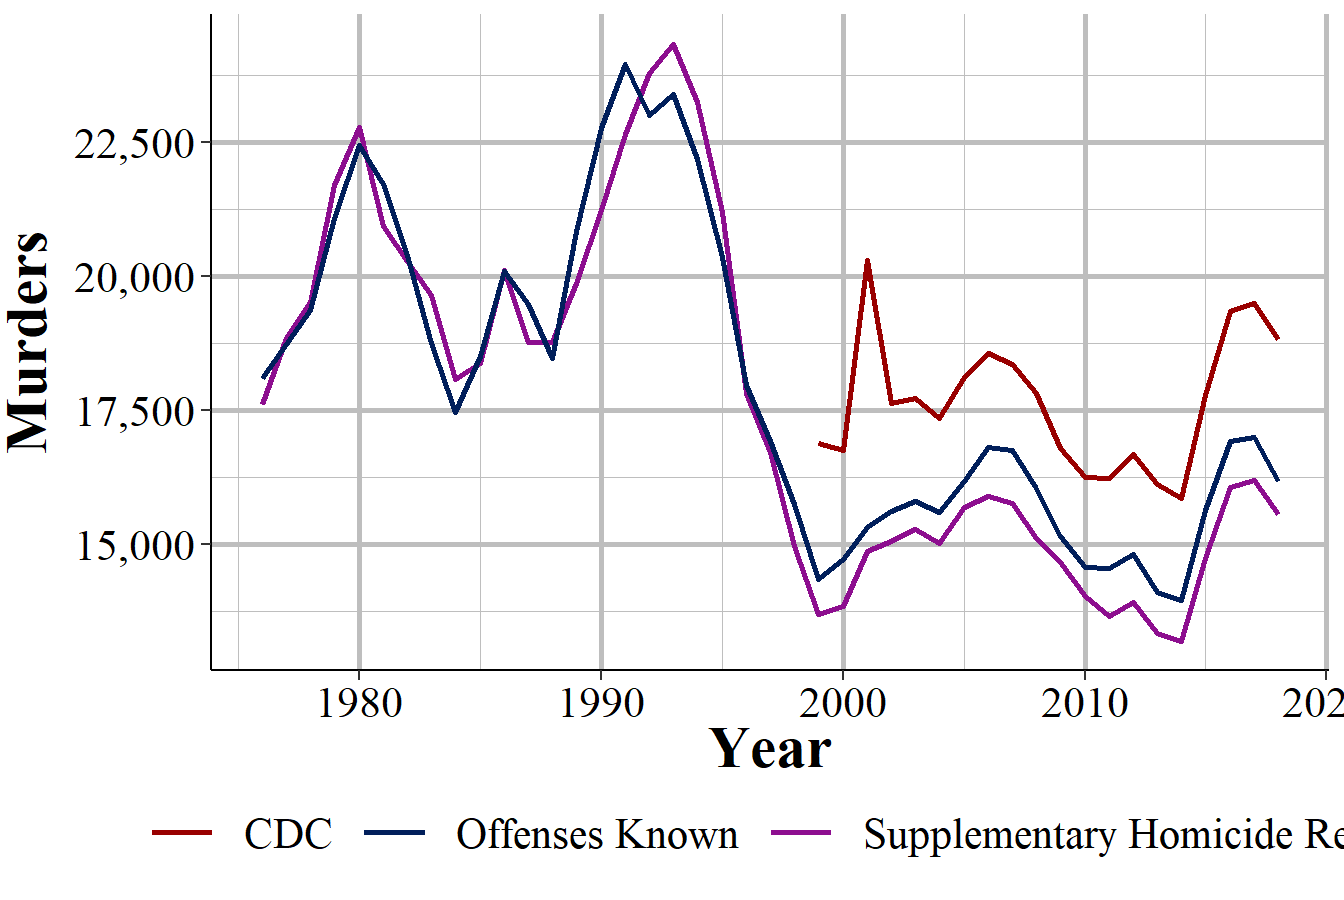 Murders
22,500
20,000
17,500
15,000
1980 1990 2000 2010 202
Year
CDC Offenses Known Supplementary Homicide Re